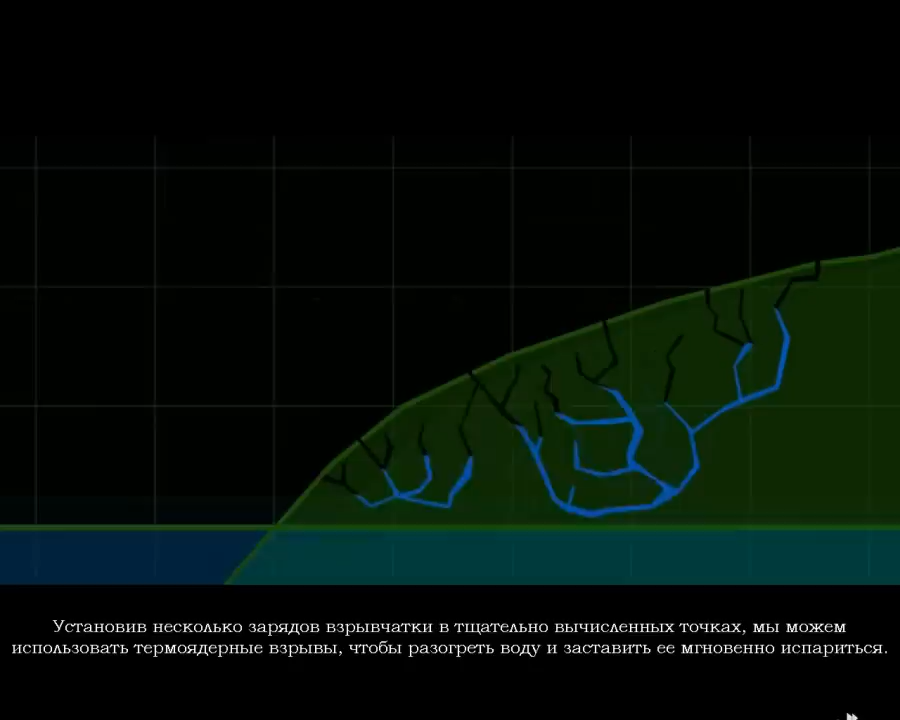 Установив несколько зарядов взрывчатки в тщательно вычисленных точках, мы можем
использовать термоядерные взрывы, чтобы разогреть воду и заставить ее мгновенно испариться.